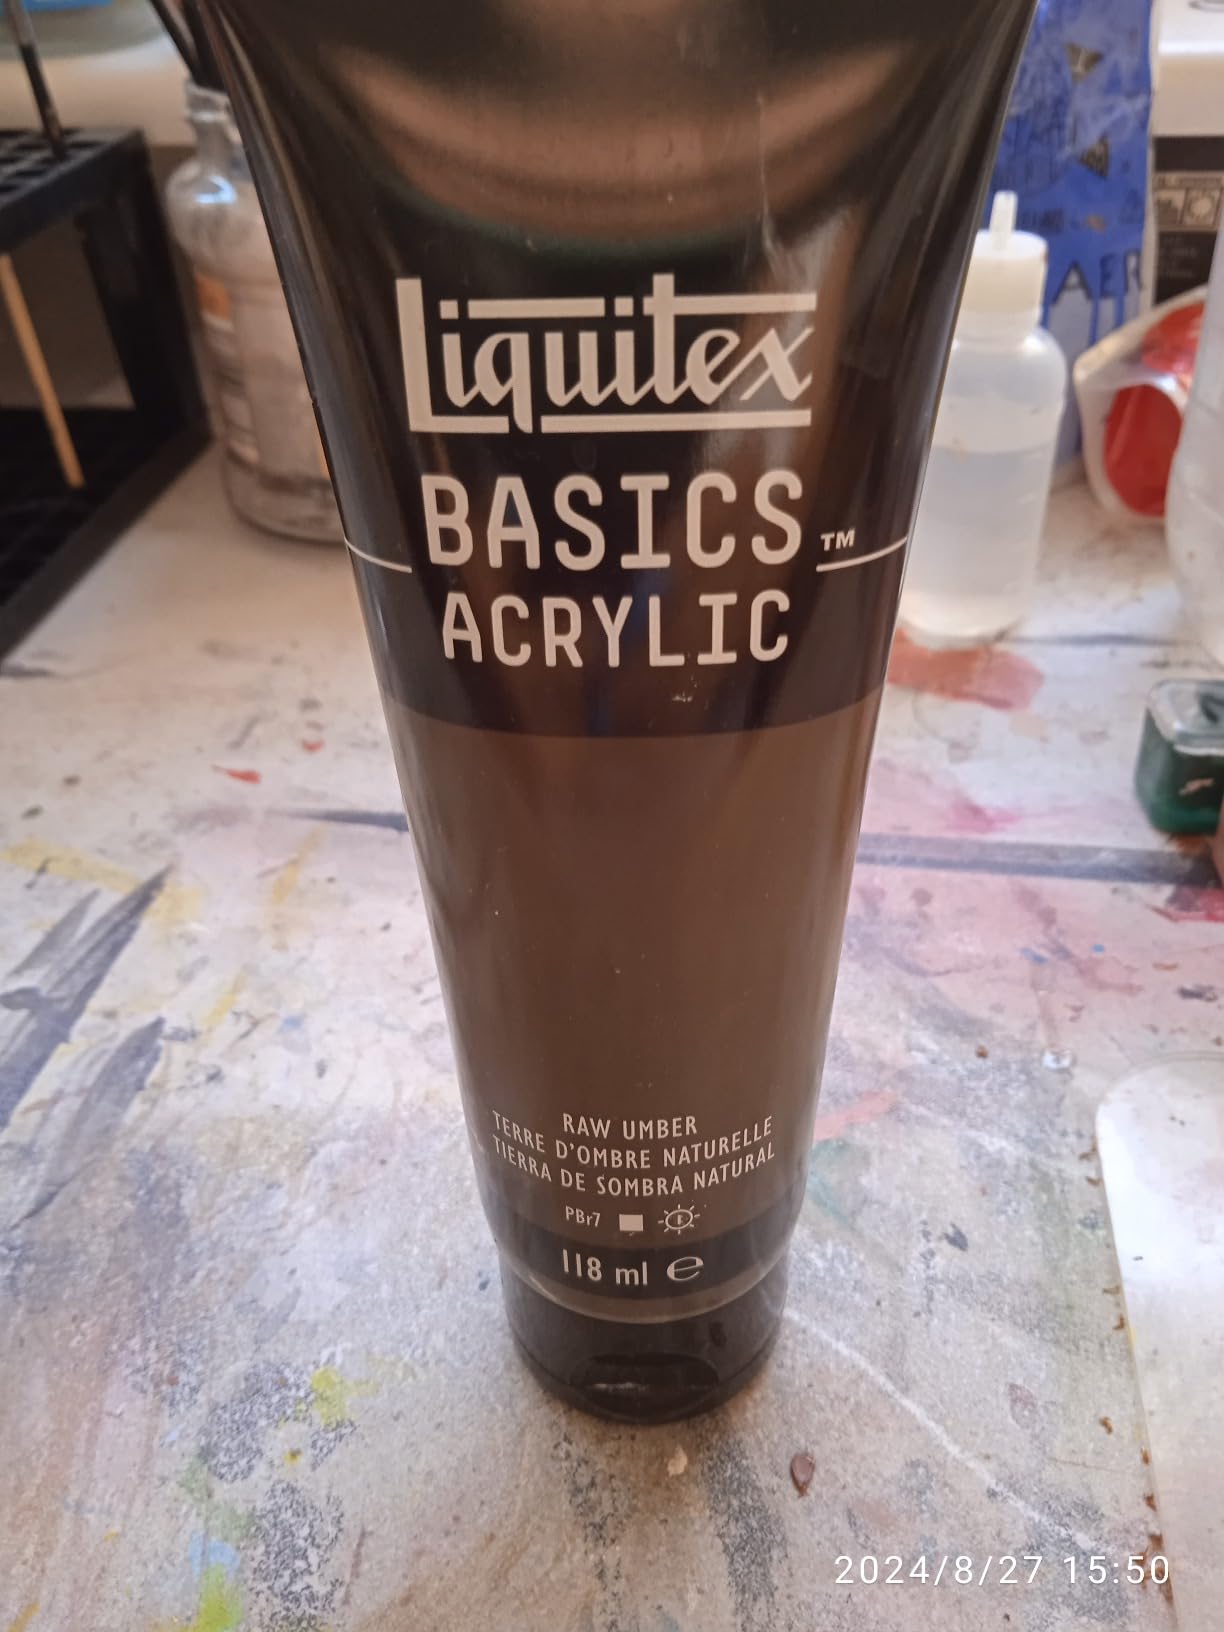 Liquitex
BASICS™
ACRYLIC
RAW UMBER
TERRE D'OMBRE NATURELLE
TIERRA DE SOMBRA NATURAL
PBr7 I
118 ml ℮
AER
2024/8/27 15:50